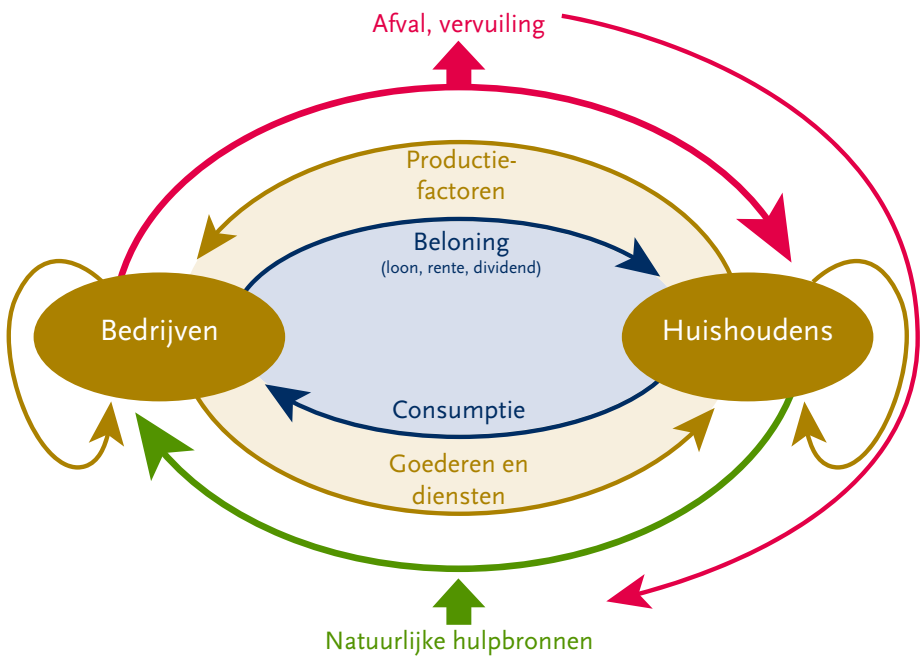 Afval, vervuiling
Productie-
factoren
Beloning
(loon, rente, dividend)
Bedrijven
Huishoudens
Consumptie
Goederen en
diensten
Natuurlijke hulpbronnen